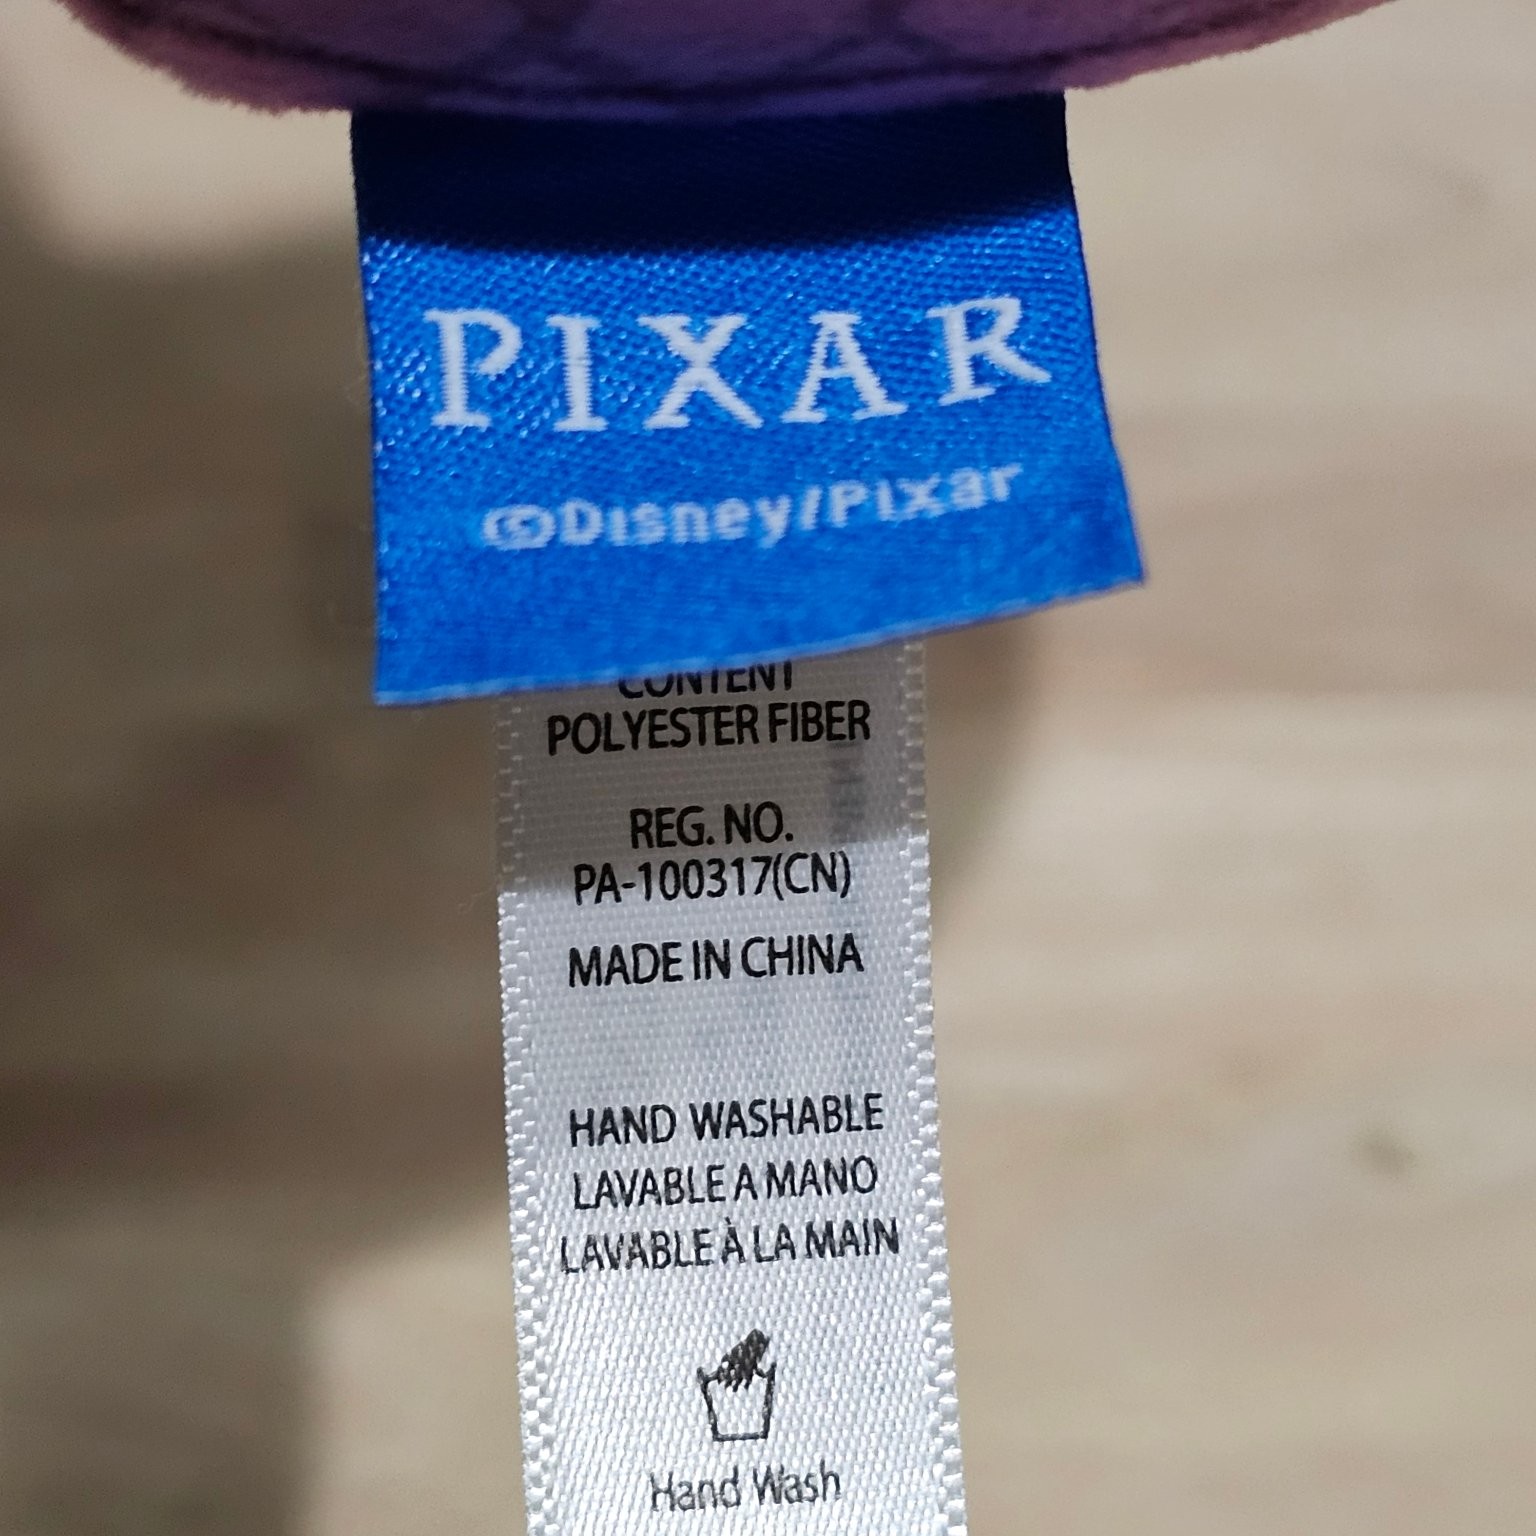 PIXAR
©Disney/Pixar
CONTENT
POLYESTER FIBER
REG. NO.
PA-100317(CN)
MADE IN CHINA
HAND WASHABLE
LAVABLE A MANO
LAVABLE À LA MAIN
Hand Wash